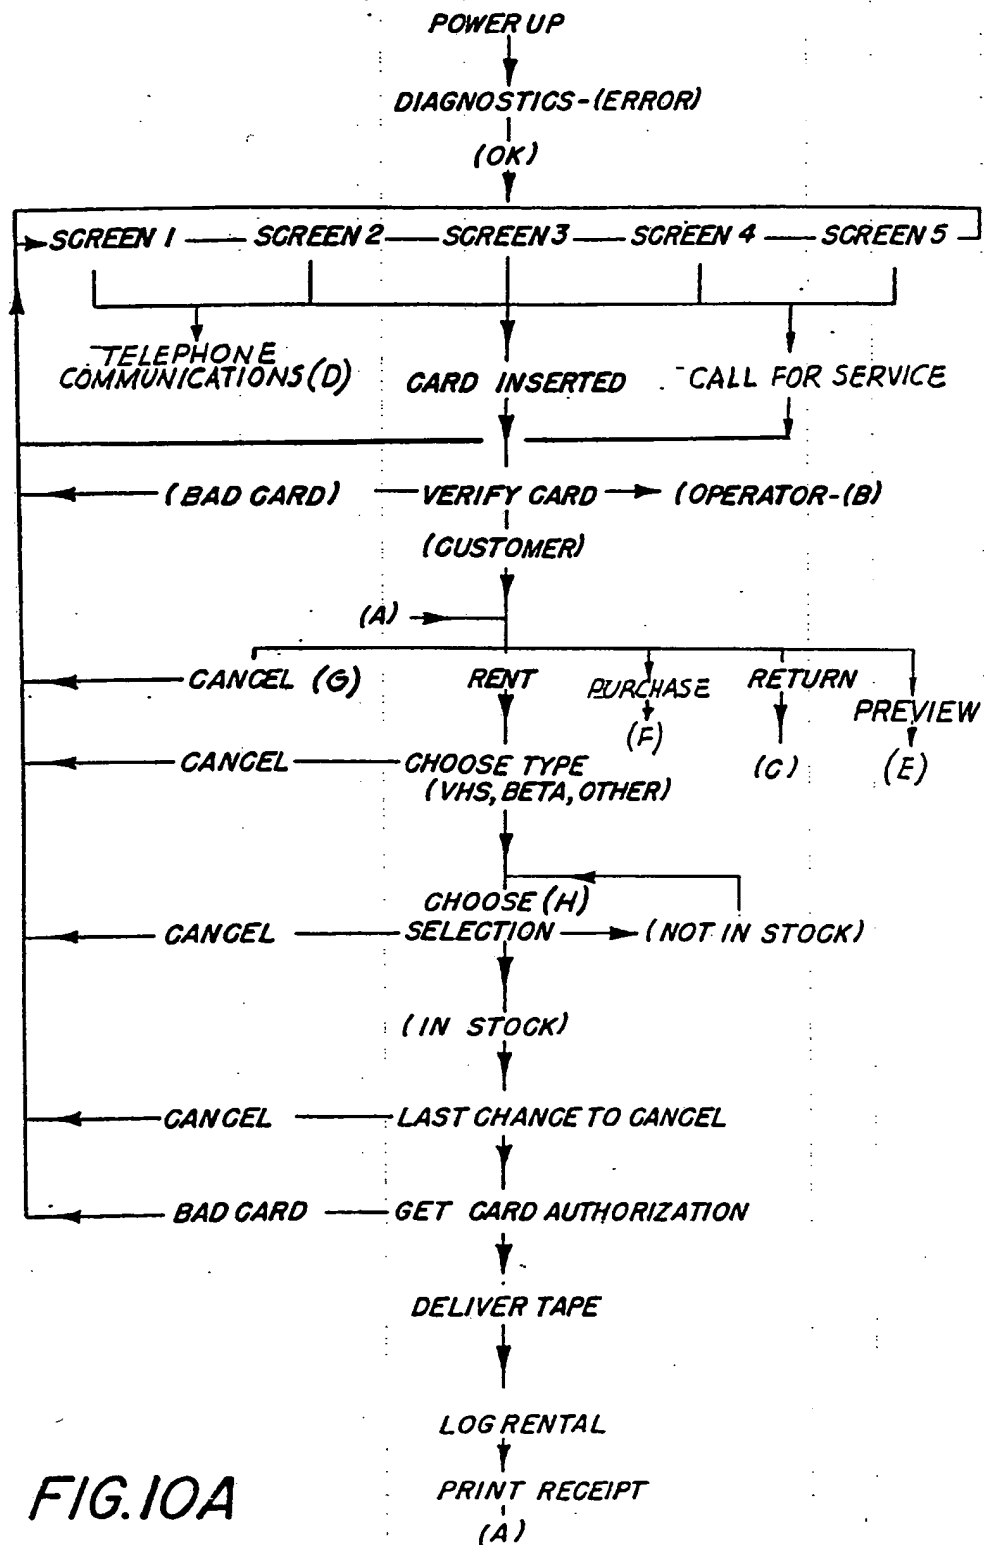 POWER UP
DIAGNOSTICS-(ERROR)
(OK)
SCREEN 1 SCREEN 2 SCREEN 3 SCREEN 4 SCREEN 5
TELEPHONE
COMMUNICATIONS (D)
CARD INSERTED
CALL FOR SERVICE
(BAD CARD) VERIFY CARD (OPERATOR-(B)
(CUSTOMER)
(A)
CANCEL (G) RENT PURCHASE RETURN
PREVIEW
(F)
(C)
(E)
CANCEL CHOOSE TYPE
(VHS, BETA, OTHER)
CHOOSE (H)
CANCEL SELECTION (NOT IN STOCK)
(IN STOCK)
CANCEL LAST CHANCE TO CANCEL
BAD CARD GET CARD AUTHORIZATION
DELIVER TAPE
LOG RENTAL
PRINT RECEIPT
(A)
FIG. 10A